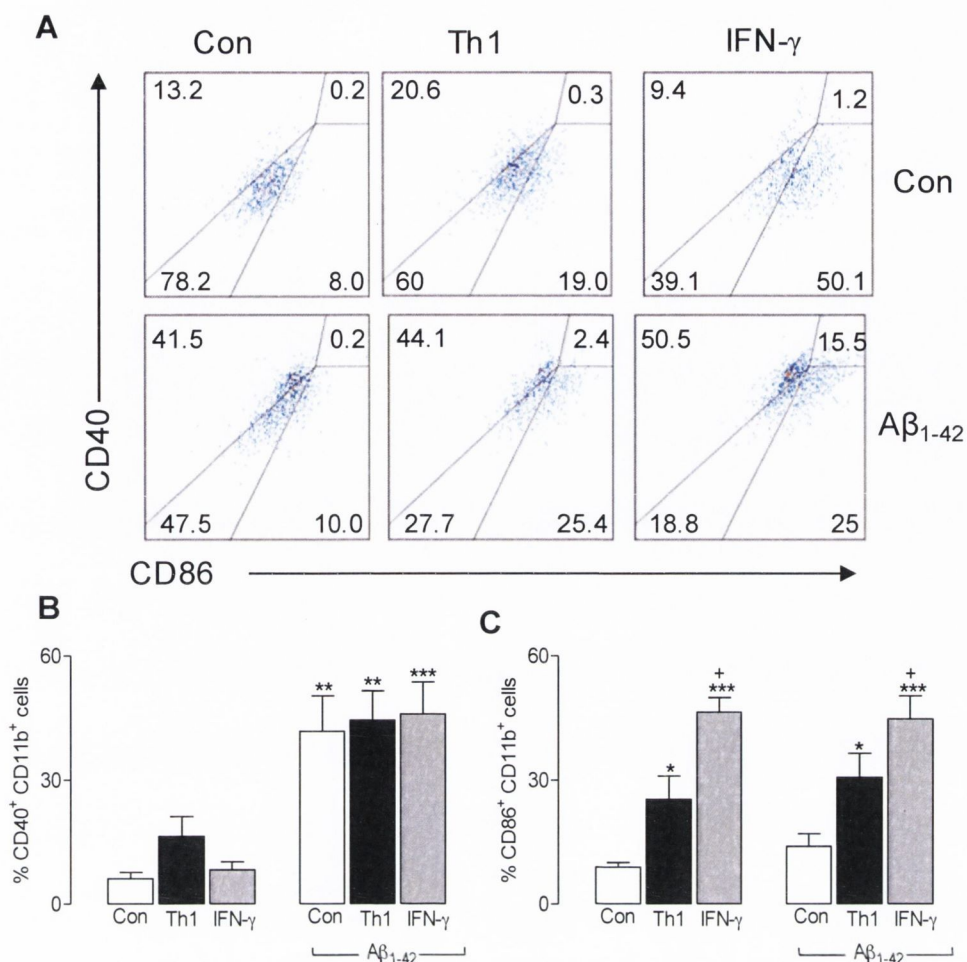 A
Con Th1 IFN-γ
13.2 0.2 20.6 0.3 9.4 1.2
Con
78.2 8.0 60 19.0 39.1 50.1
41.5 0.2 44.1 2.4 50.5 15.5
Aβ1-42
47.5 10.0 27.7 25.4 18.8 25
CD40
CD86
B
% CD40+ CD11b+ cells
60
30
0
** ** ***
Con Th1 IFN-γ Con Th1 IFN-γ
Aβ1-42
C
% CD86+ CD11b+ cells
60
30
0
+ +
* *** * ***
Con Th1 IFN-γ Con Th1 IFN-γ
Aβ1-42